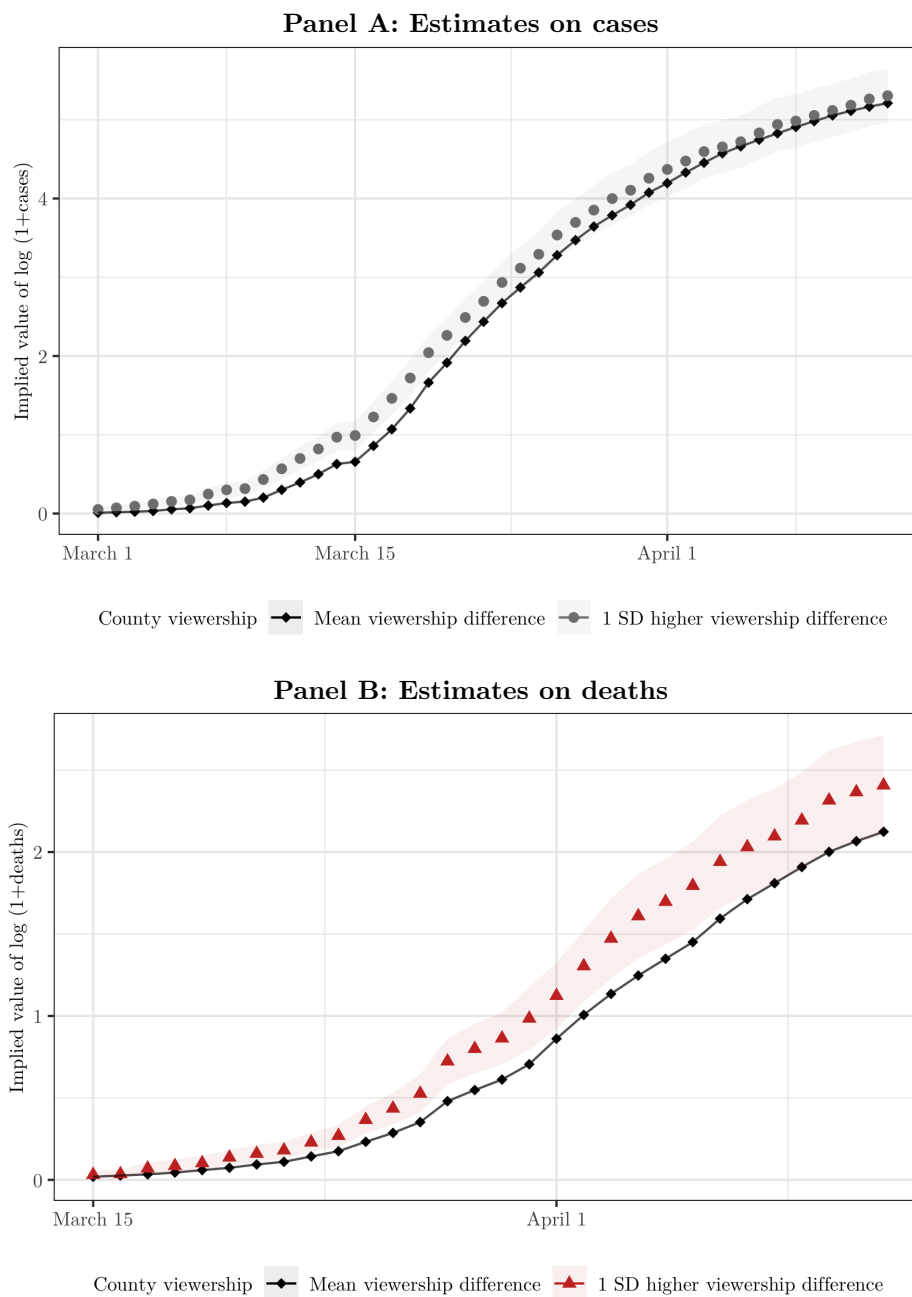 Panel A: Estimates on cases
Implied value of log (1+cases)
4
2
0
March 1
March 15
April 1
County viewership
Mean viewership difference
1 SD higher viewership difference
Panel B: Estimates on deaths
Implied value of log (1+deaths)
2
1
0
March 15
April 1
County viewership
Mean viewership difference
1 SD higher viewership difference